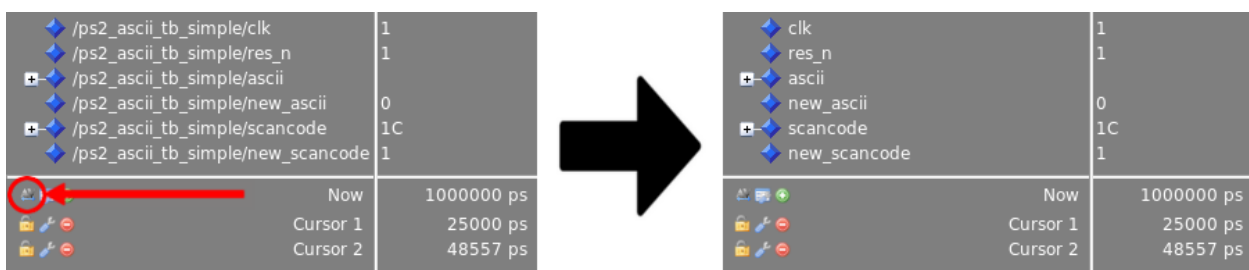 /ps2_ascii_tb_simple/clk 1
/ps2_ascii_tb_simple/res_n 1
/ps2_ascii_tb_simple/ascii
/ps2_ascii_tb_simple/new_ascii 0
/ps2_ascii_tb_simple/scancode 1C
/ps2_ascii_tb_simple/new_scancode 1
Now 1000000 ps
Cursor 1 25000 ps
Cursor 2 48557 ps
clk 1
res_n 1
ascii
new_ascii 0
scancode 1C
new_scancode 1
Now 1000000 ps
Cursor 1 25000 ps
Cursor 2 48557 ps